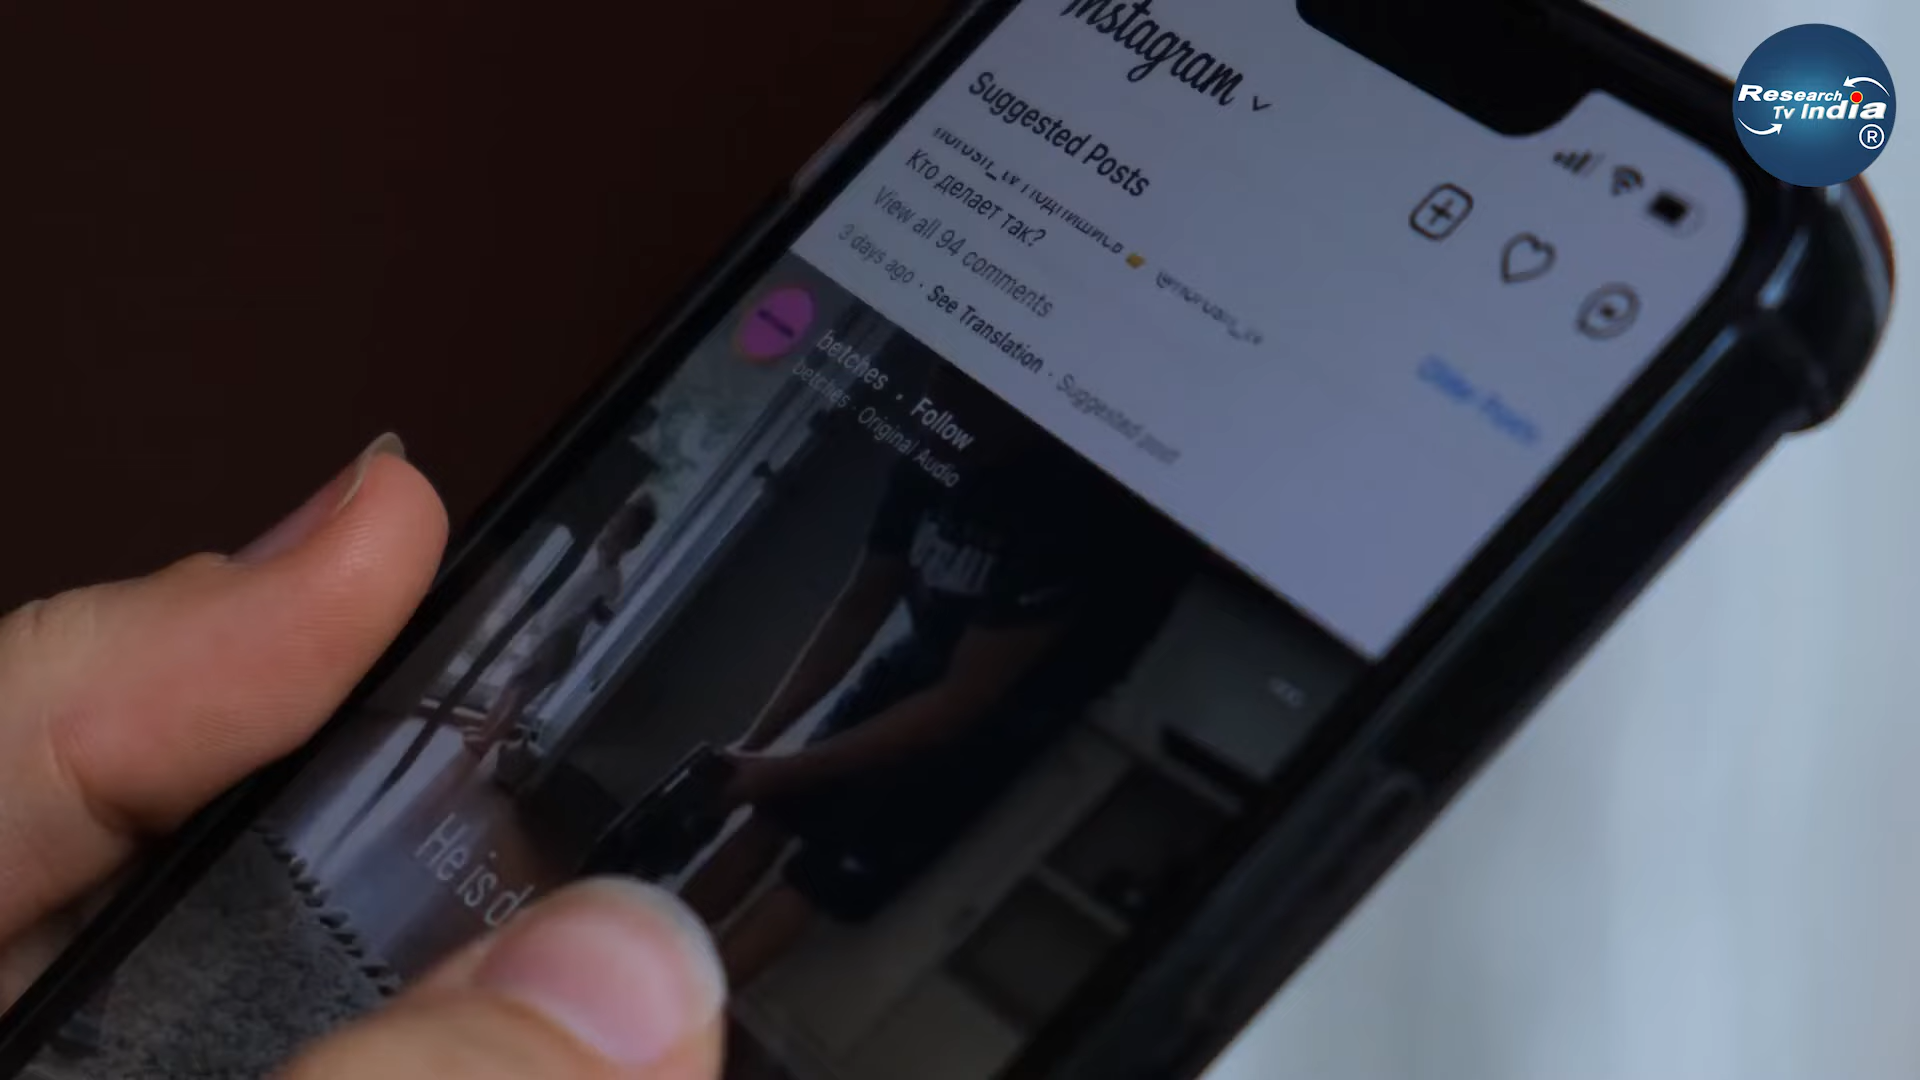 Instagram
Suggested Posts
Кто делает так?
View all 94 comments
3 days ago · See Translation · Suggested post
betches · Follow
betches · Original Audio
He is d
Research
Tv India
®